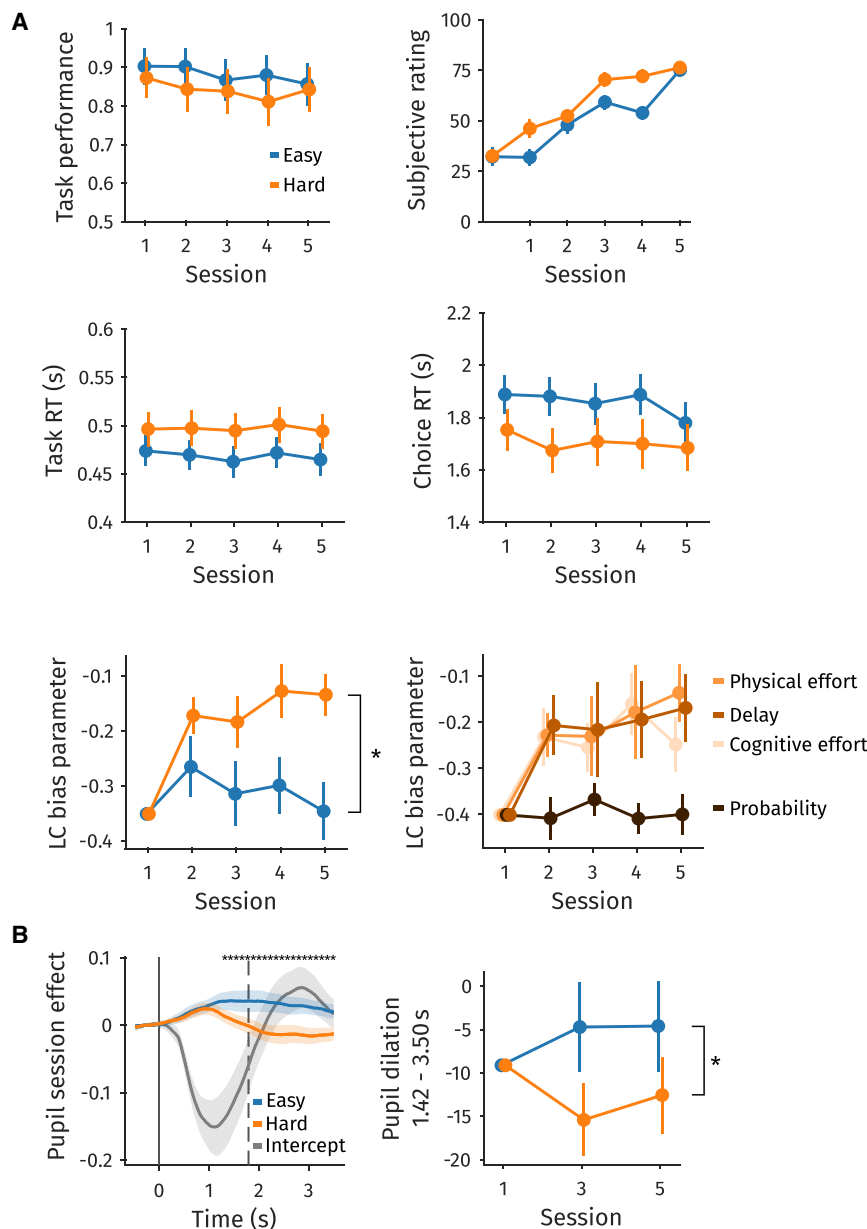 A
Task performance
1
0.9
0.8
0.7
0.6
0.5
Easy
Hard
1 2 3 4 5
Session
Subjective rating
100
75
50
25
0
1 2 3 4 5
Session
Task RT (s)
0.6
0.55
0.5
0.45
0.4
1 2 3 4 5
Session
Choice RT (s)
2.2
2
1.8
1.6
1.4
1 2 3 4 5
Session
LC bias parameter
-0.1
-0.2
-0.3
-0.4
*
1 2 3 4 5
Session
LC bias parameter
-0.1
-0.2
-0.3
-0.4
Physical effort
Delay
Cognitive effort
Probability
1 2 3 4 5
Session
B
Pupil session effect
0.1
0
-0.1
-0.2
*********************
Easy
Hard
Intercept
0 1 2 3
Time (s)
Pupil dilation
1.42 – 3.50 s
0
-5
-10
-15
-20
*
1 3 5
Session